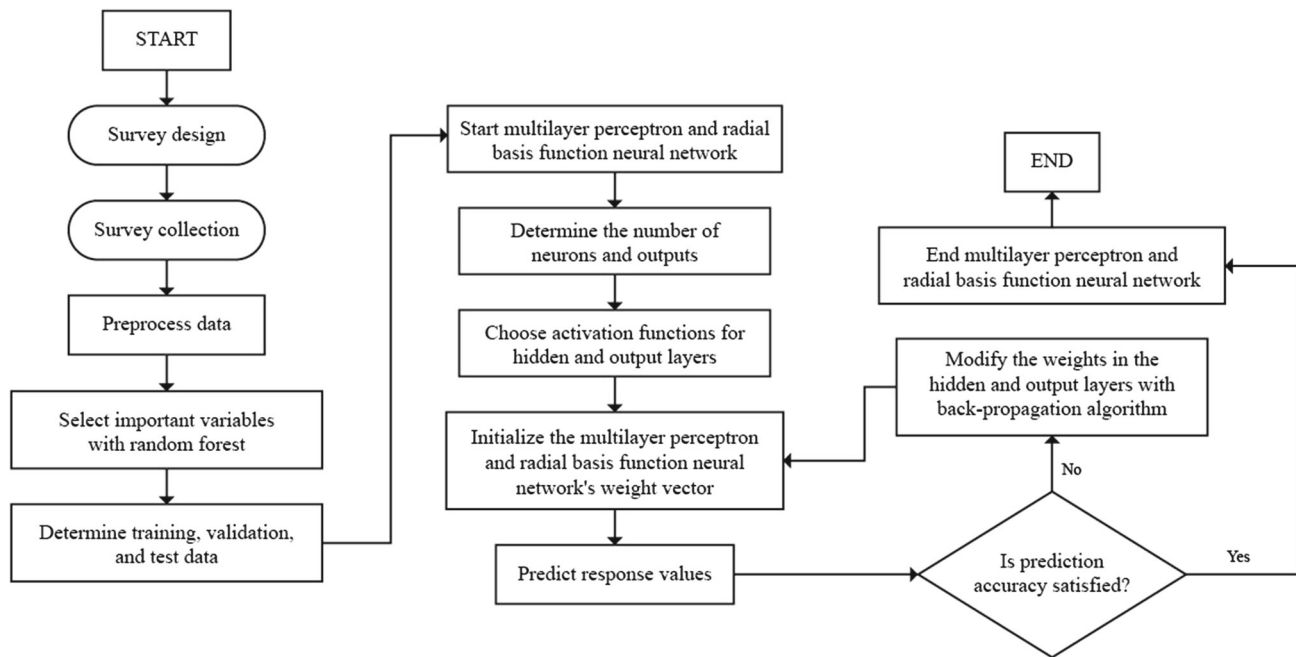 START
Survey design
Survey collection
Preprocess data
Select important variables
with random forest
Determine training, validation,
and test data
Start multilayer perceptron and radial
basis function neural network
Determine the number of
neurons and outputs
Choose activation functions for
hidden and output layers
Initialize the multilayer perceptron
and radial basis function neural
network's weight vector
Predict response values
Is prediction
accuracy satisfied?
No
Modify the weights in the
hidden and output layers with
back-propagation algorithm
Yes
End multilayer perceptron and
radial basis function neural network
END